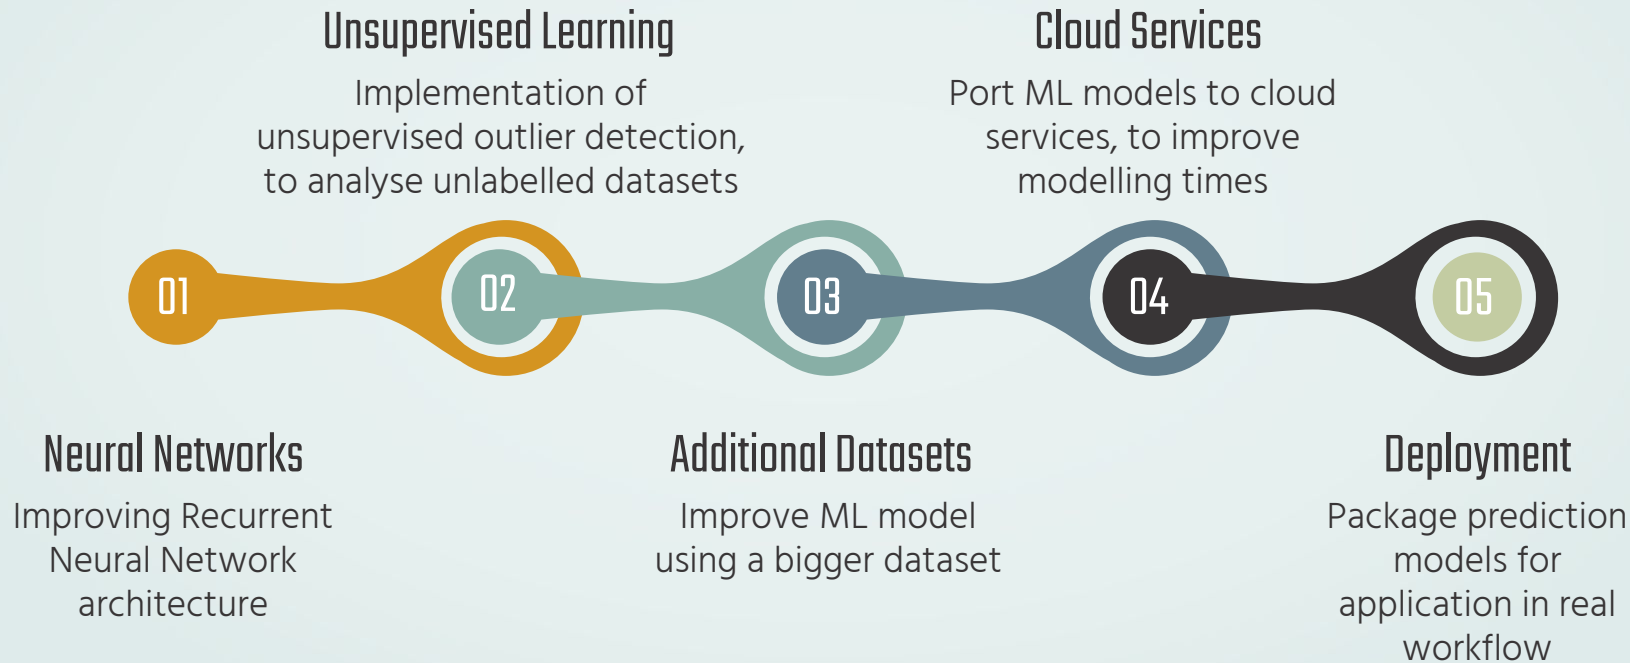 Unsupervised Learning
Implementation of
unsupervised outlier detection,
to analyse unlabelled datasets
Cloud Services
Port ML models to cloud
services, to improve
modelling times
01
02
03
04
05
Neural Networks
Improving Recurrent
Neural Network
architecture
Additional Datasets
Improve ML model
using a bigger dataset
Deployment
Package prediction
models for
application in real
workflow